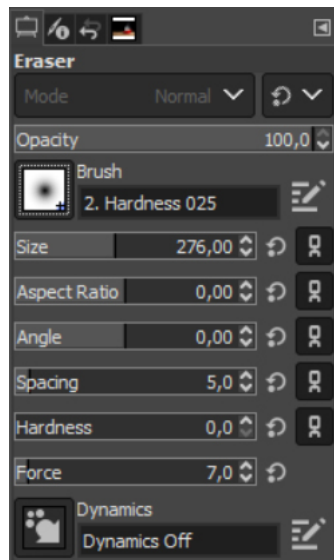 Eraser
Mode Normal
Opacity 100,0
Brush
2. Hardness 025
Size 276,00
Aspect Ratio 0,00
Angle 0,00
Spacing 5,0
Hardness 0,0
Force 7,0
Dynamics
Dynamics Off